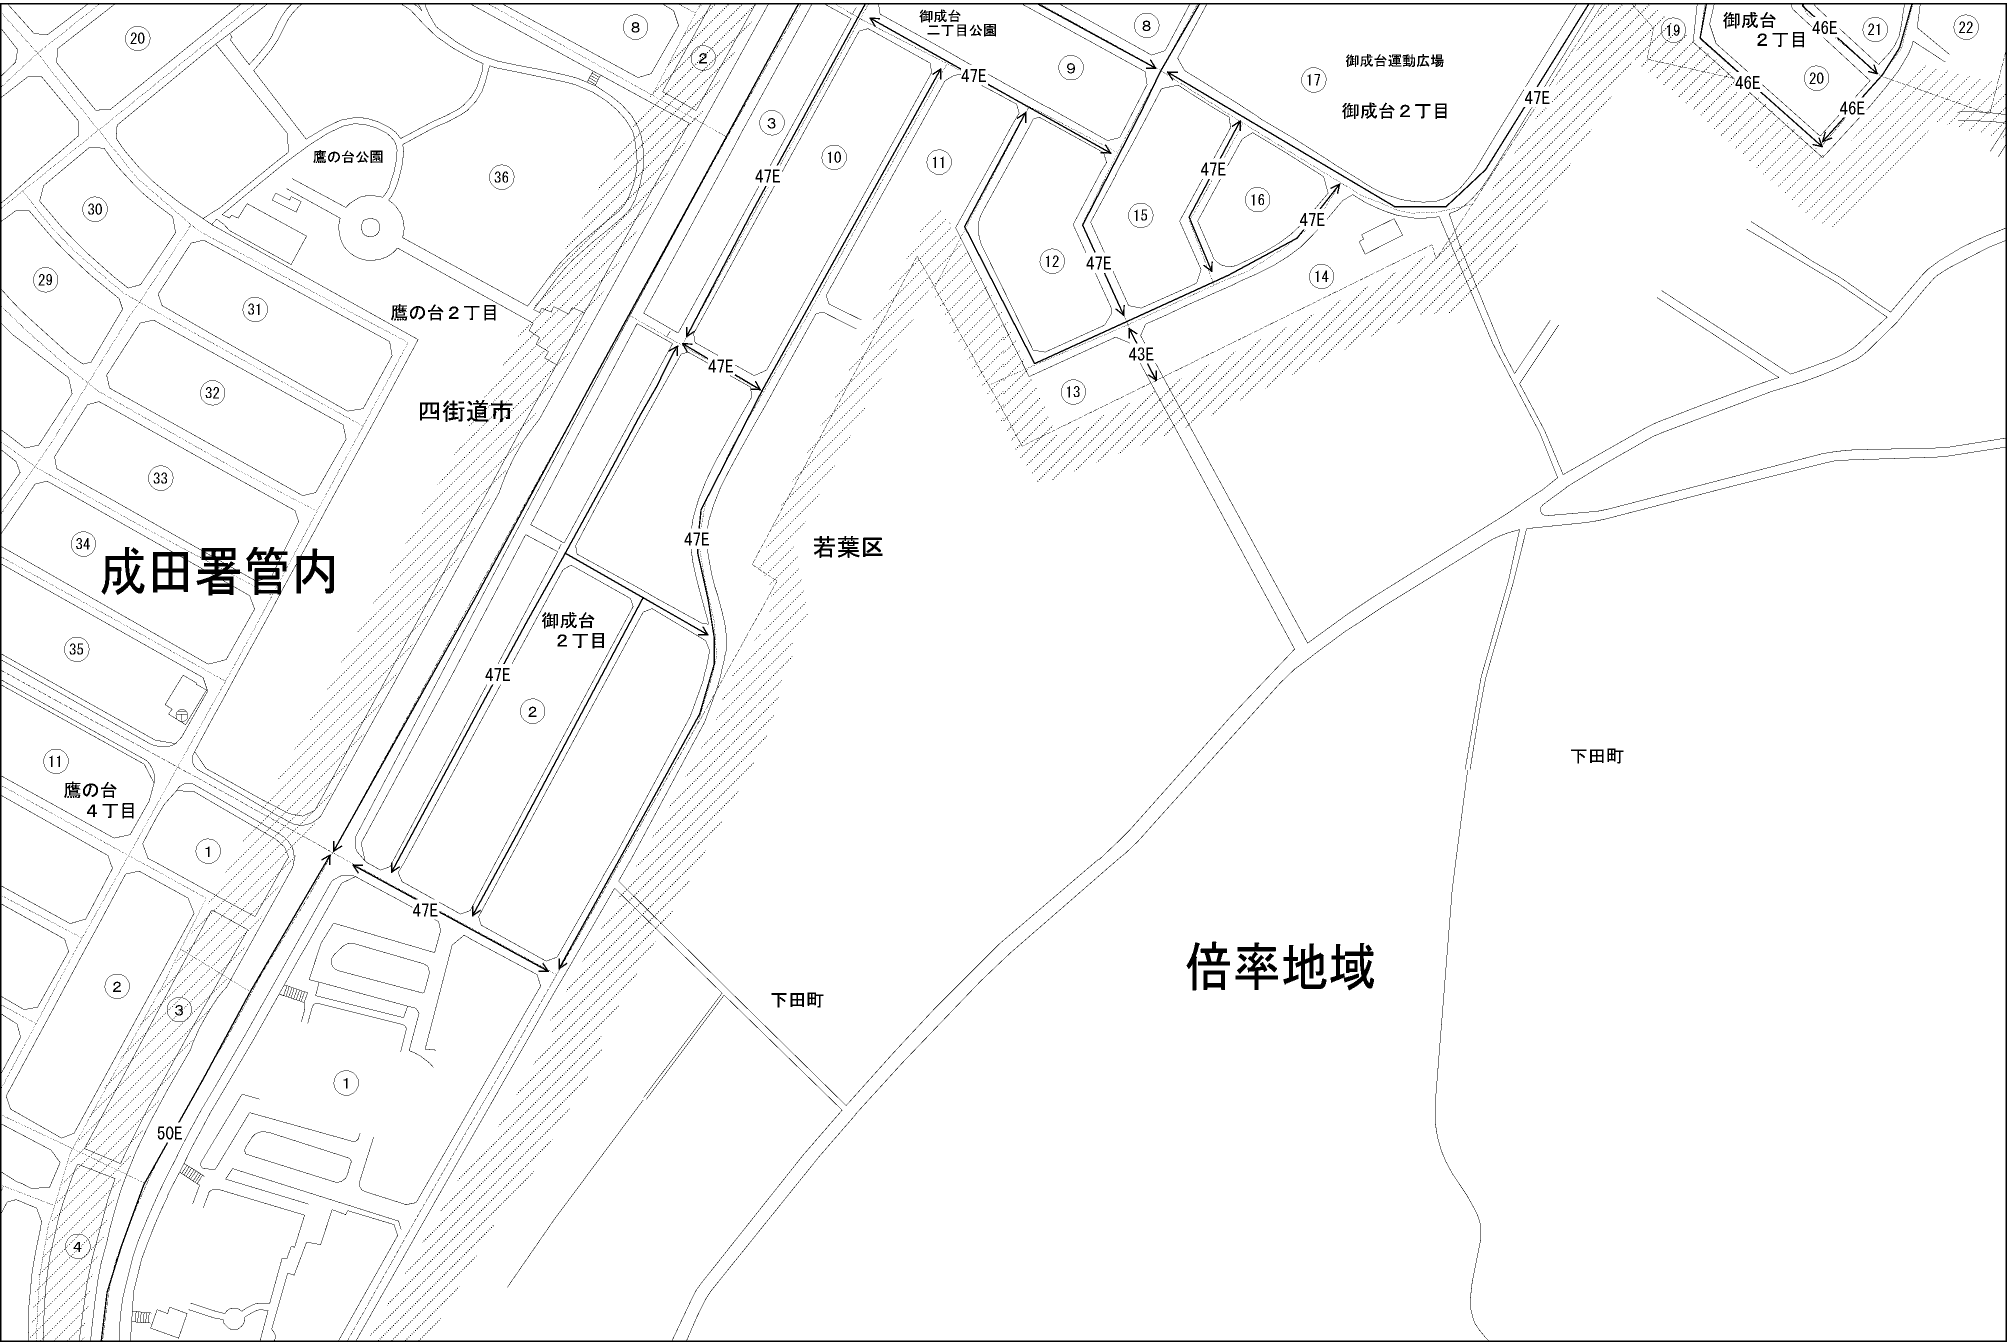 20
8
2
御成台
二丁目公園
8
19
御成台
２丁目
46E
21
22
9
47E
17
御成台運動広場
御成台２丁目
47E
46E
20
46E
3
10
11
鷹の台公園
36
47E
47E
16
30
15
47E
29
12
47E
14
31
鷹の台２丁目
43E
47E
32
13
四街道市
33
34
成田署管内
47E
若葉区
御成台
２丁目
35
47E
2
11
鷹の台
４丁目
下田町
1
47E
倍率地域
2
3
下田町
1
50E
4